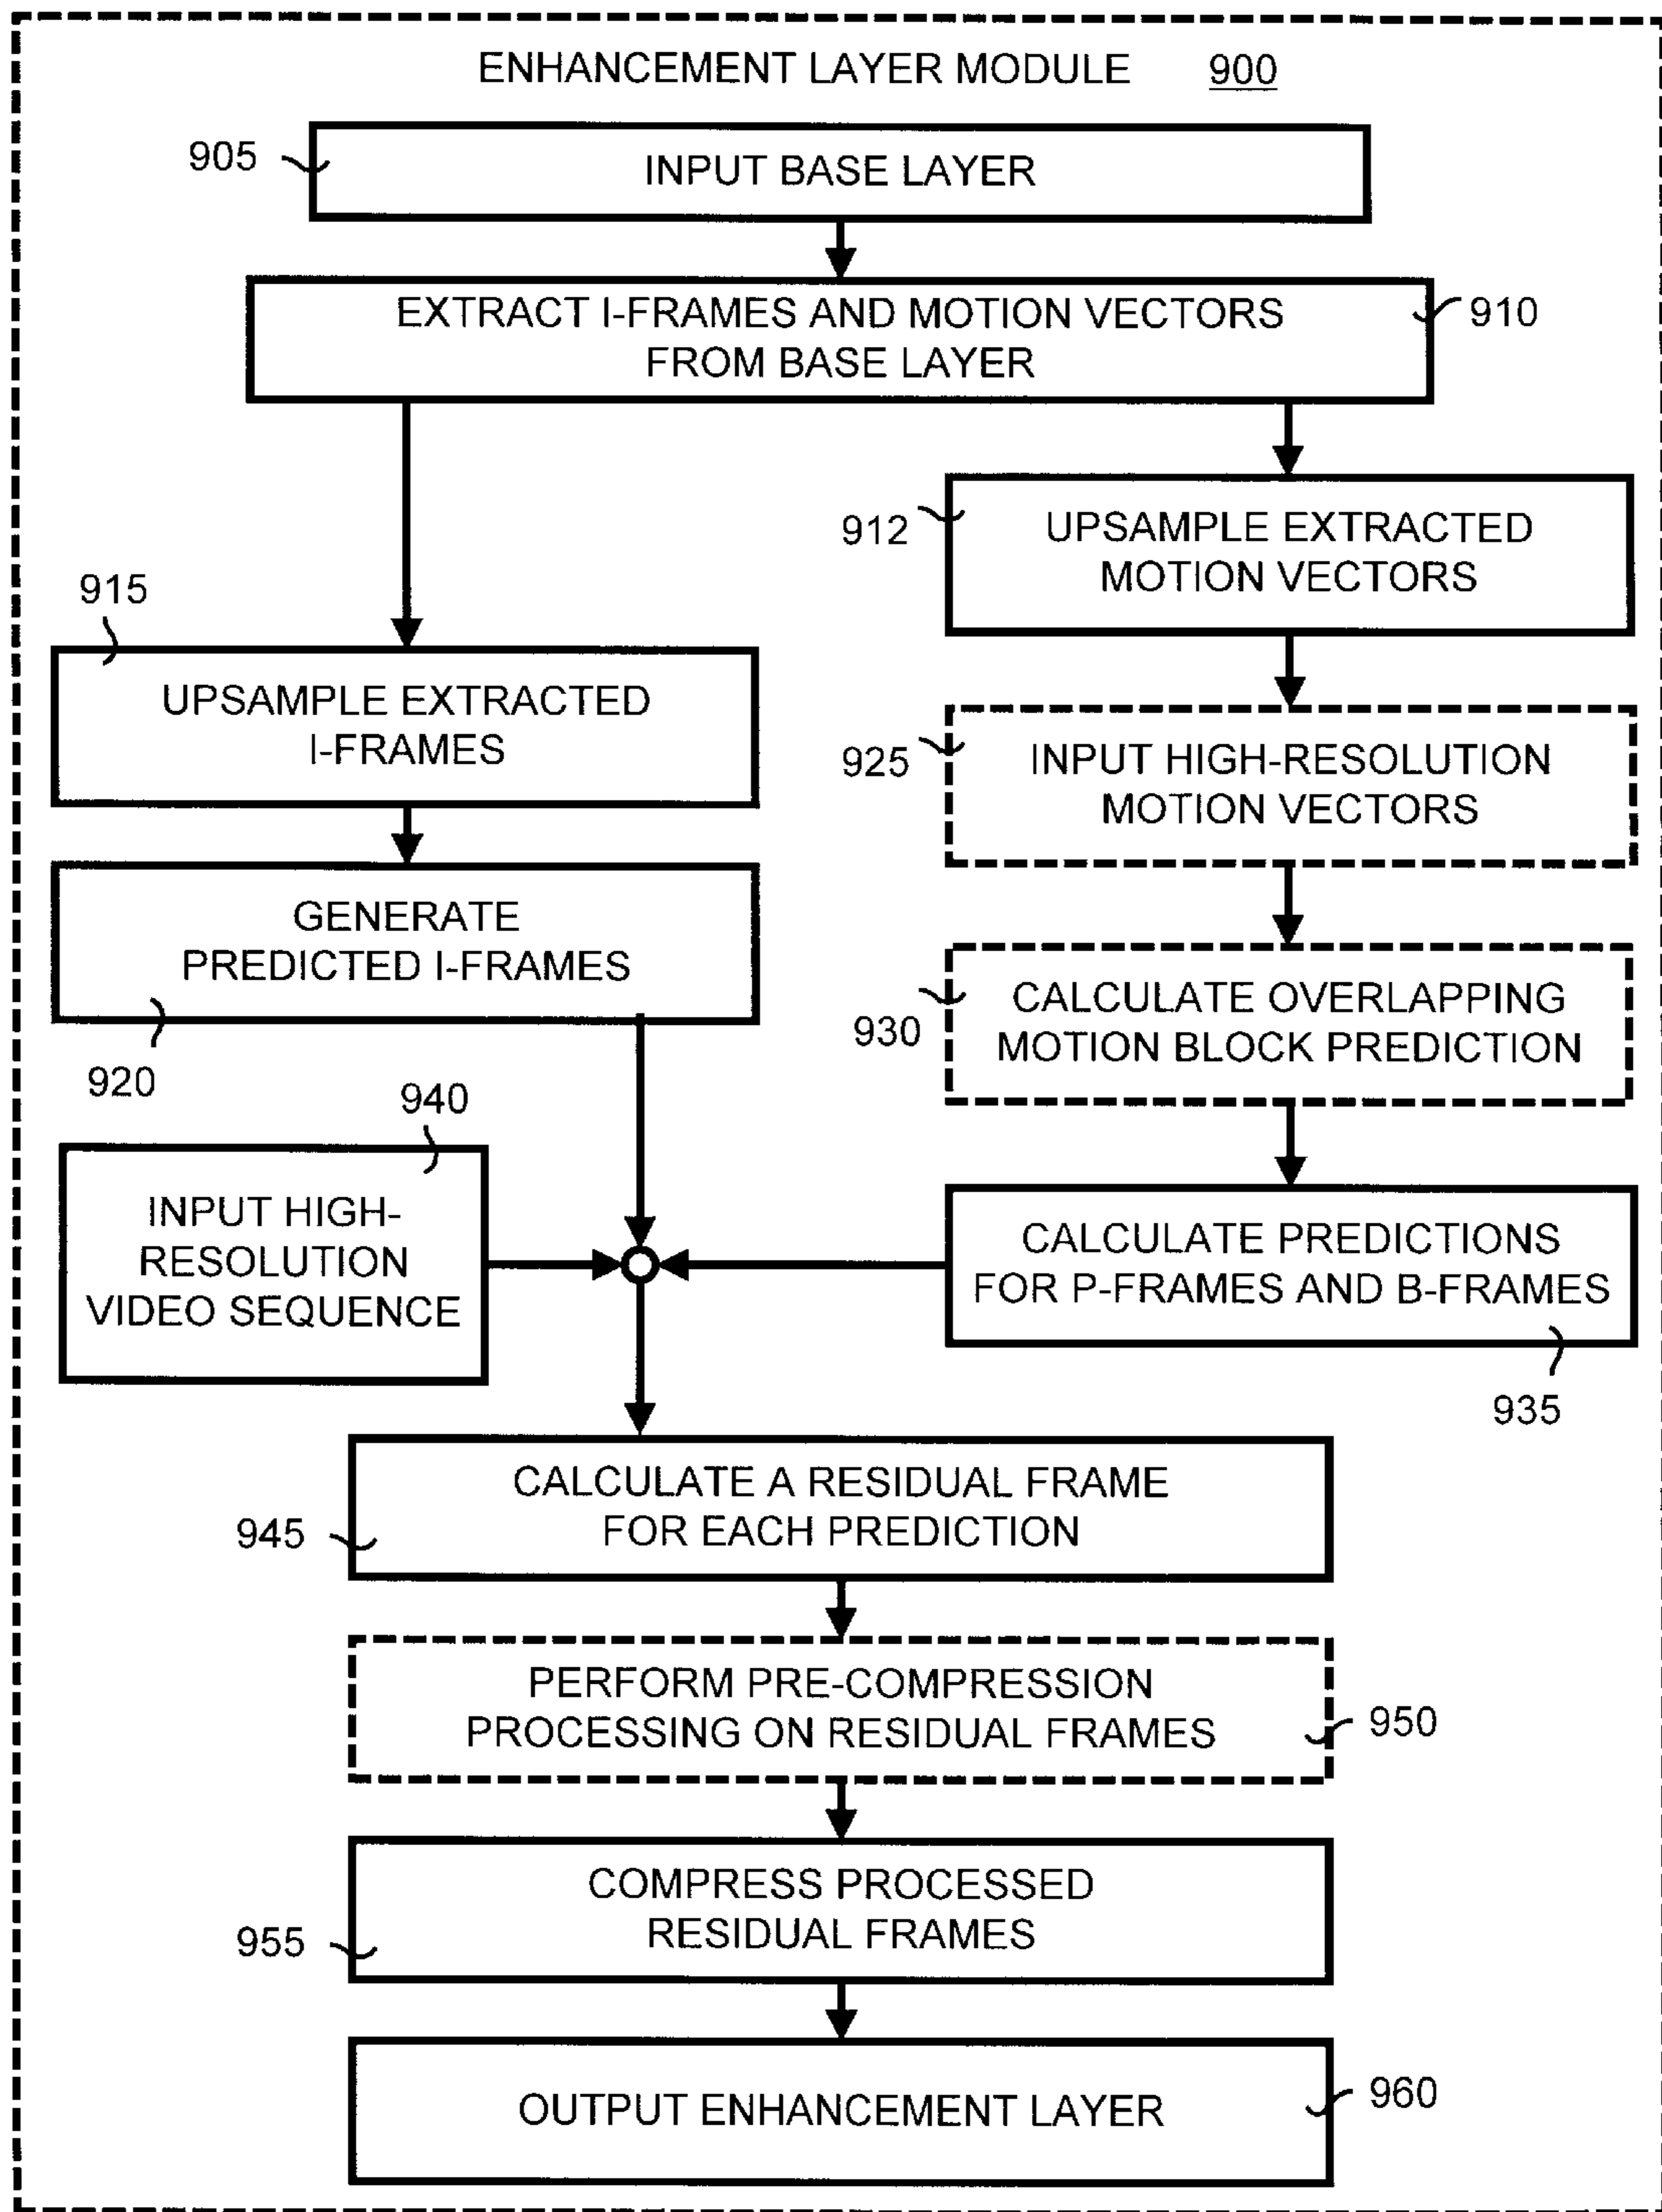 ENHANCEMENT LAYER MODULE 900
905
INPUT BASE LAYER
EXTRACT I-FRAMES AND MOTION VECTORS
FROM BASE LAYER
910
912
UPSAMPLE EXTRACTED
MOTION VECTORS
915
UPSAMPLE EXTRACTED
I-FRAMES
925
INPUT HIGH-RESOLUTION
MOTION VECTORS
GENERATE
PREDICTED I-FRAMES
920
930
CALCULATE OVERLAPPING
MOTION BLOCK PREDICTION
940
INPUT HIGH-
RESOLUTION
VIDEO SEQUENCE
CALCULATE PREDICTIONS
FOR P-FRAMES AND B-FRAMES
935
CALCULATE A RESIDUAL FRAME
FOR EACH PREDICTION
945
PERFORM PRE-COMPRESSION
PROCESSING ON RESIDUAL FRAMES
950
COMPRESS PROCESSED
RESIDUAL FRAMES
955
OUTPUT ENHANCEMENT LAYER
960